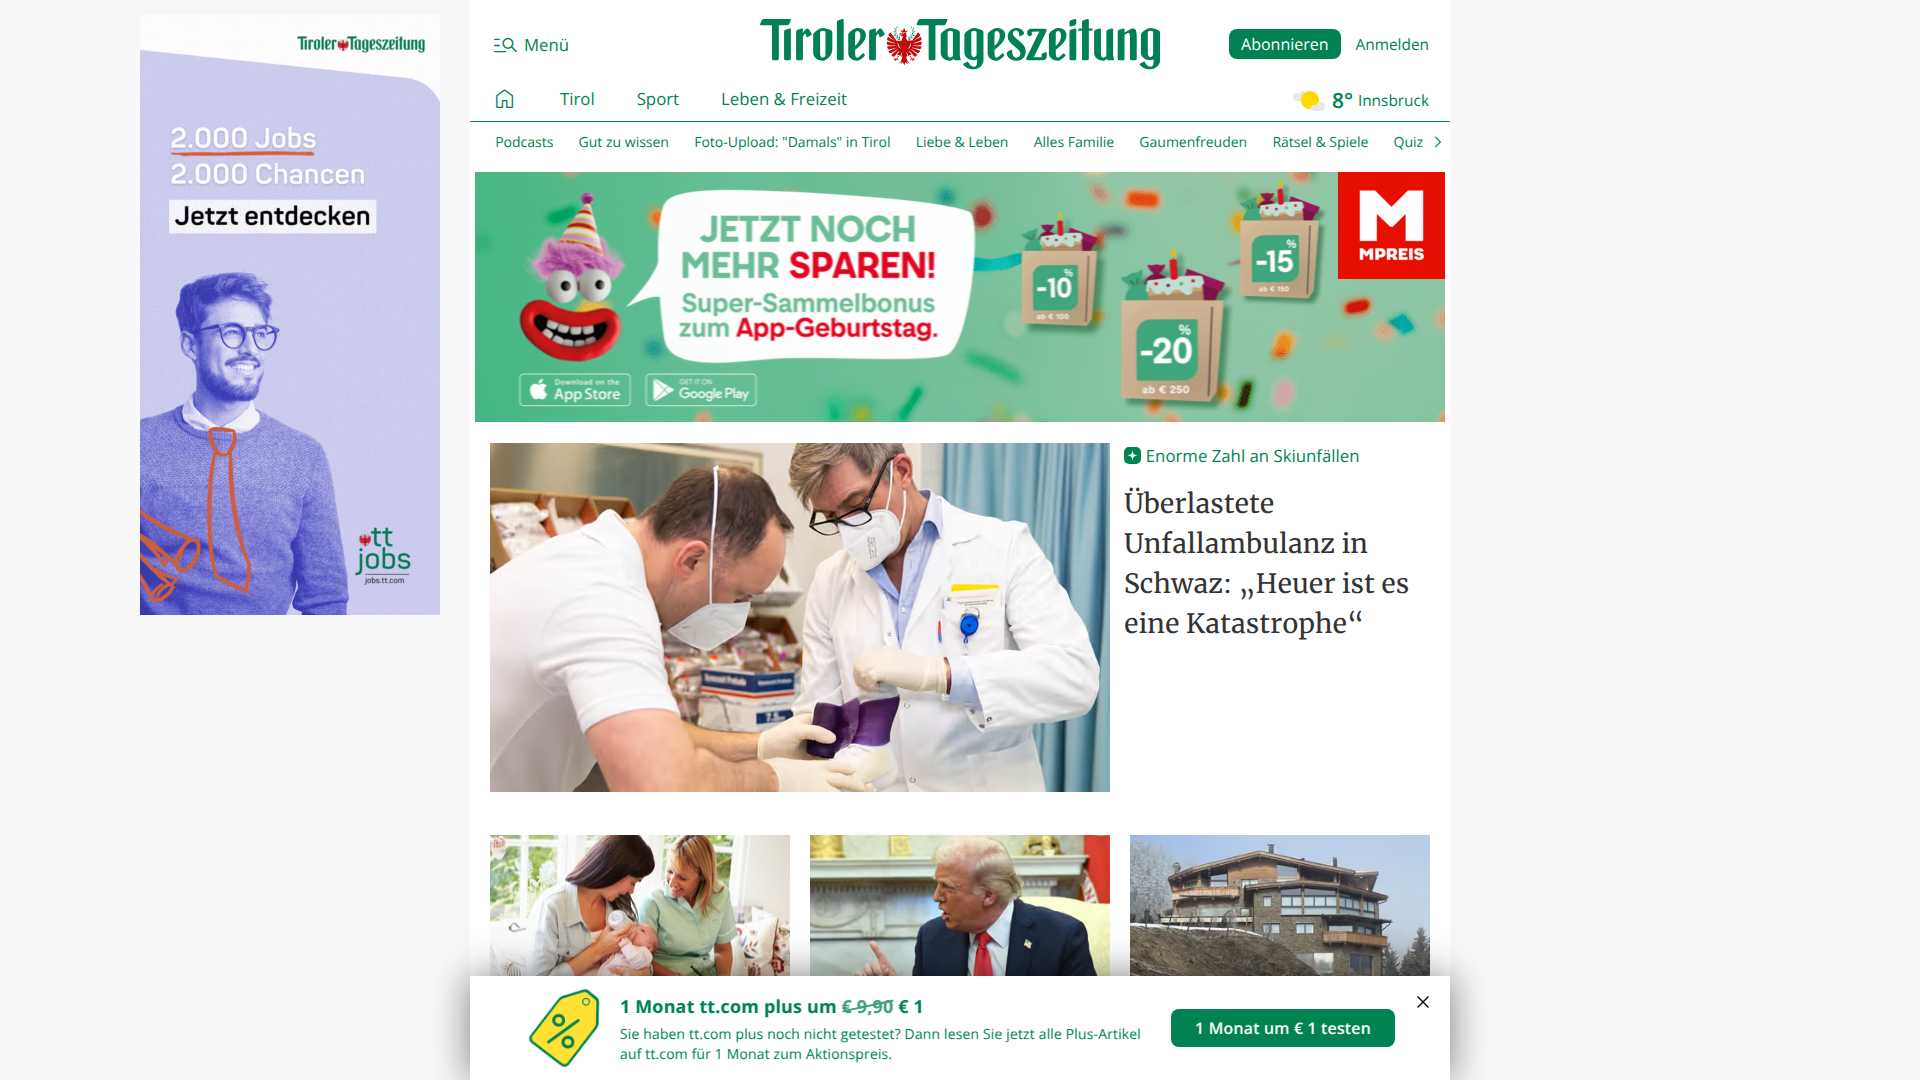 Tiroler Tageszeitung
2.000 Jobs
2.000 Chancen
Jetzt entdecken
tt
jobs
jobs.tt.com
Menü
Tiroler Tageszeitung
Abonnieren
Anmelden
Tirol
Sport
Leben & Freizeit
8° Innsbruck
Podcasts
Gut zu wissen
Foto-Upload: "Damals" in Tirol
Liebe & Leben
Alles Familie
Gaumenfreuden
Rätsel & Spiele
Quiz
JETZT NOCH
MEHR SPAREN!
Super-Sammelbonus
zum App-Geburtstag.
Download on the
App Store
GET IT ON
Google Play
-10%
ab € 100
-20%
ab € 250
-15%
ab € 150
M
MPREIS
Enorme Zahl an Skiunfällen
Überlastete
Unfallambulanz in
Schwaz: „Heuer ist es
eine Katastrophe“
1 Monat tt.com plus um € 9,90 € 1
Sie haben tt.com plus noch nicht getestet? Dann lesen Sie jetzt alle Plus-Artikel
auf tt.com für 1 Monat zum Aktionspreis.
1 Monat um € 1 testen